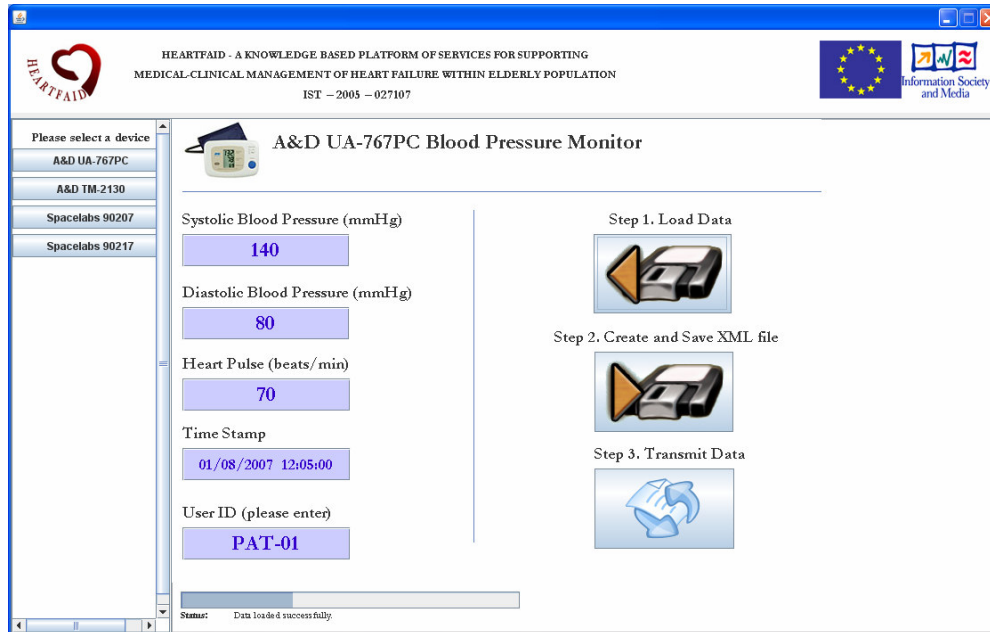 HEARTFAID
HEARTFAID - A KNOWLEDGE BASED PLATFORM OF SERVICES FOR SUPPORTING
MEDICAL-CLINICAL MANAGEMENT OF HEART FAILURE WITHIN ELDERLY POPULATION
IST – 2005 – 027107
Information Society
and Media
Please select a device
A&D UA-767PC
A&D TM-2130
Spacelabs 90207
Spacelabs 90217
A&D UA-767PC Blood Pressure Monitor
Systolic Blood Pressure (mmHg)
140
Diastolic Blood Pressure (mmHg)
80
Heart Pulse (beats/min)
70
Time Stamp
01/08/2007 12:05:00
User ID (please enter)
PAT-01
Step 1. Load Data
Step 2. Create and Save XML file
Step 3. Transmit Data
Status: Data loaded successfully.